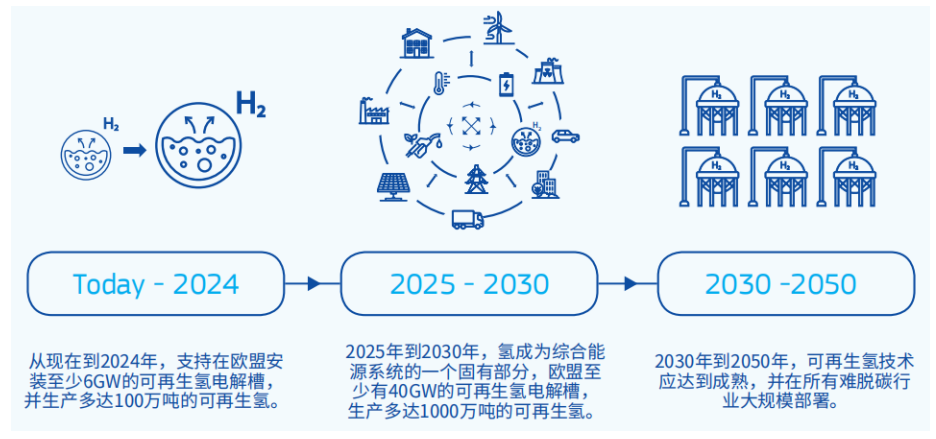 H₂
H₂
H₂
H₂ H₂ H₂
H₂ H₂ H₂
Today - 2024
2025 - 2030
2030 -2050
从现在到2024年，支持在欧盟安
装至少6GW的可再生氢电解槽，
并生产多达100万吨的可再生氢。
2025年到2030年，氢成为综合能
源系统的一个固有部分，欧盟至
少有40GW的可再生氢电解槽，
生产多达1000万吨的可再生氢。
2030年到2050年，可再生氢技术
应达到成熟，并在所有难脱碳行
业大规模部署。